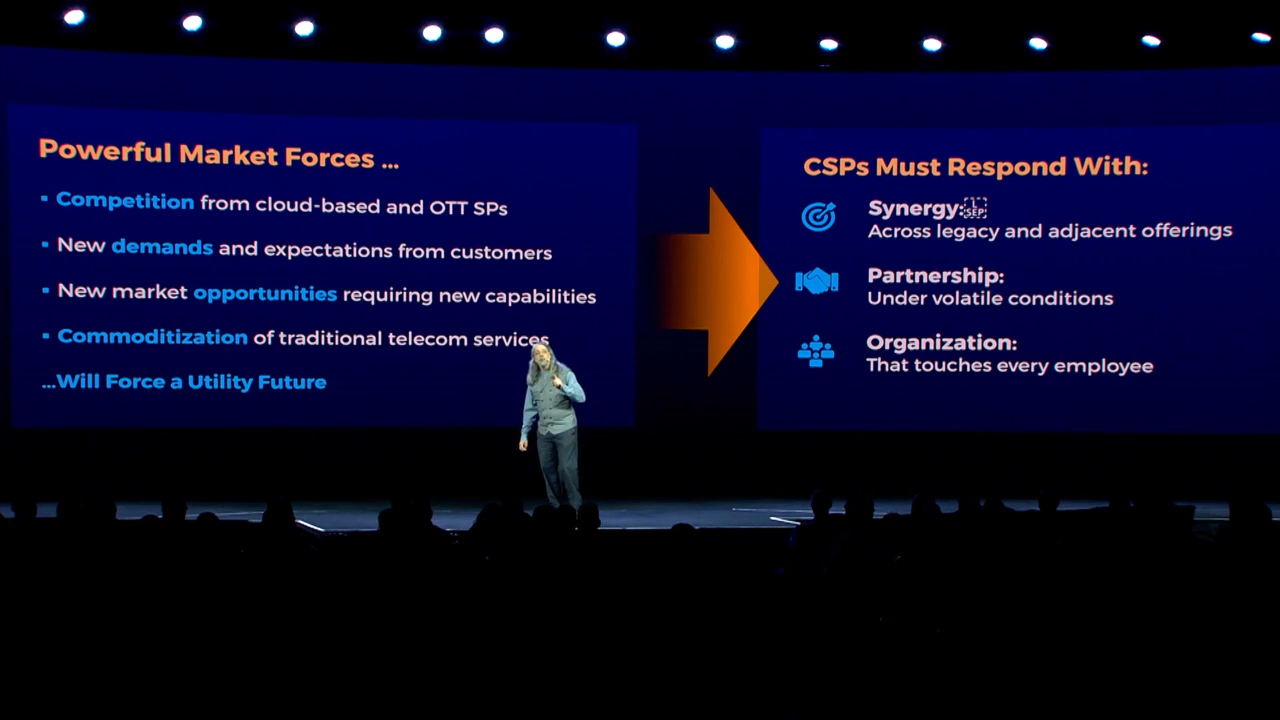 Powerful Market Forces ...
▪ Competition from cloud-based and OTT SPs
▪ New demands and expectations from customers
▪ New market opportunities requiring new capabilities
▪ Commoditization of traditional telecom services
...Will Force a Utility Future
CSPs Must Respond With:
Synergy:L SEP
Across legacy and adjacent offerings
Partnership:
Under volatile conditions
Organization:
That touches every employee